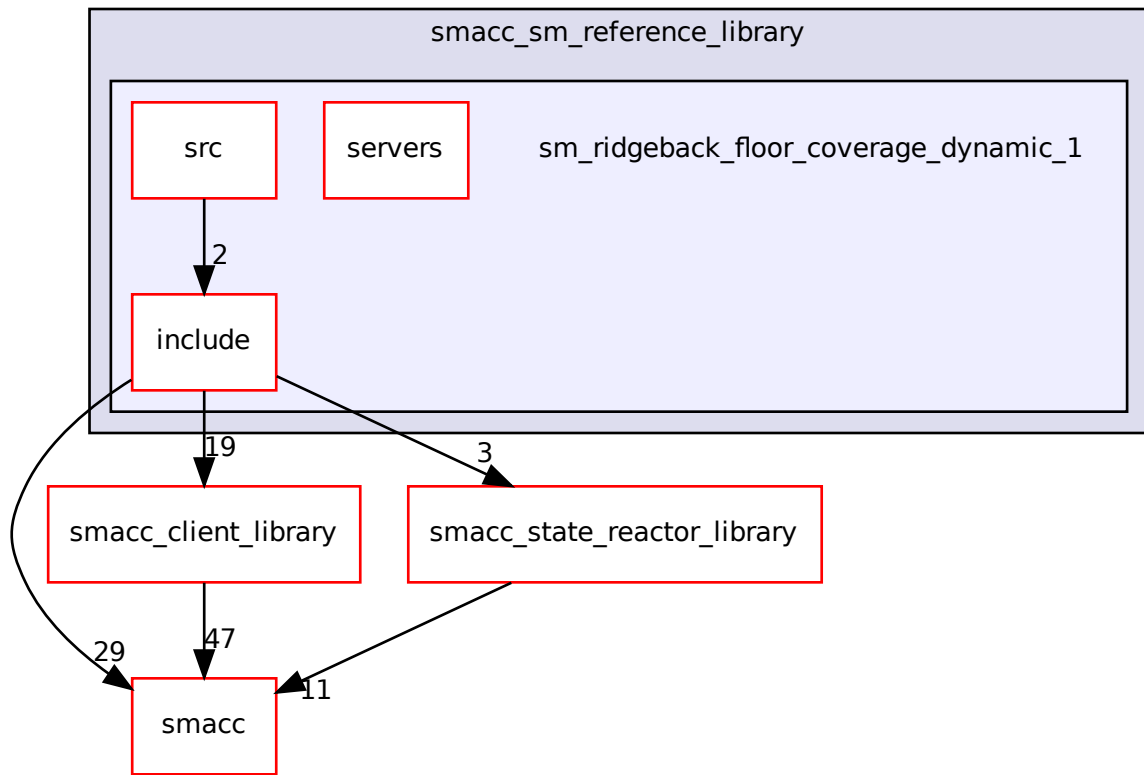 smacc_sm_reference_library
src
servers
sm_ridgeback_floor_coverage_dynamic_1
2
include
19
3
smacc_client_library
smacc_state_reactor_library
29
47
11
smacc